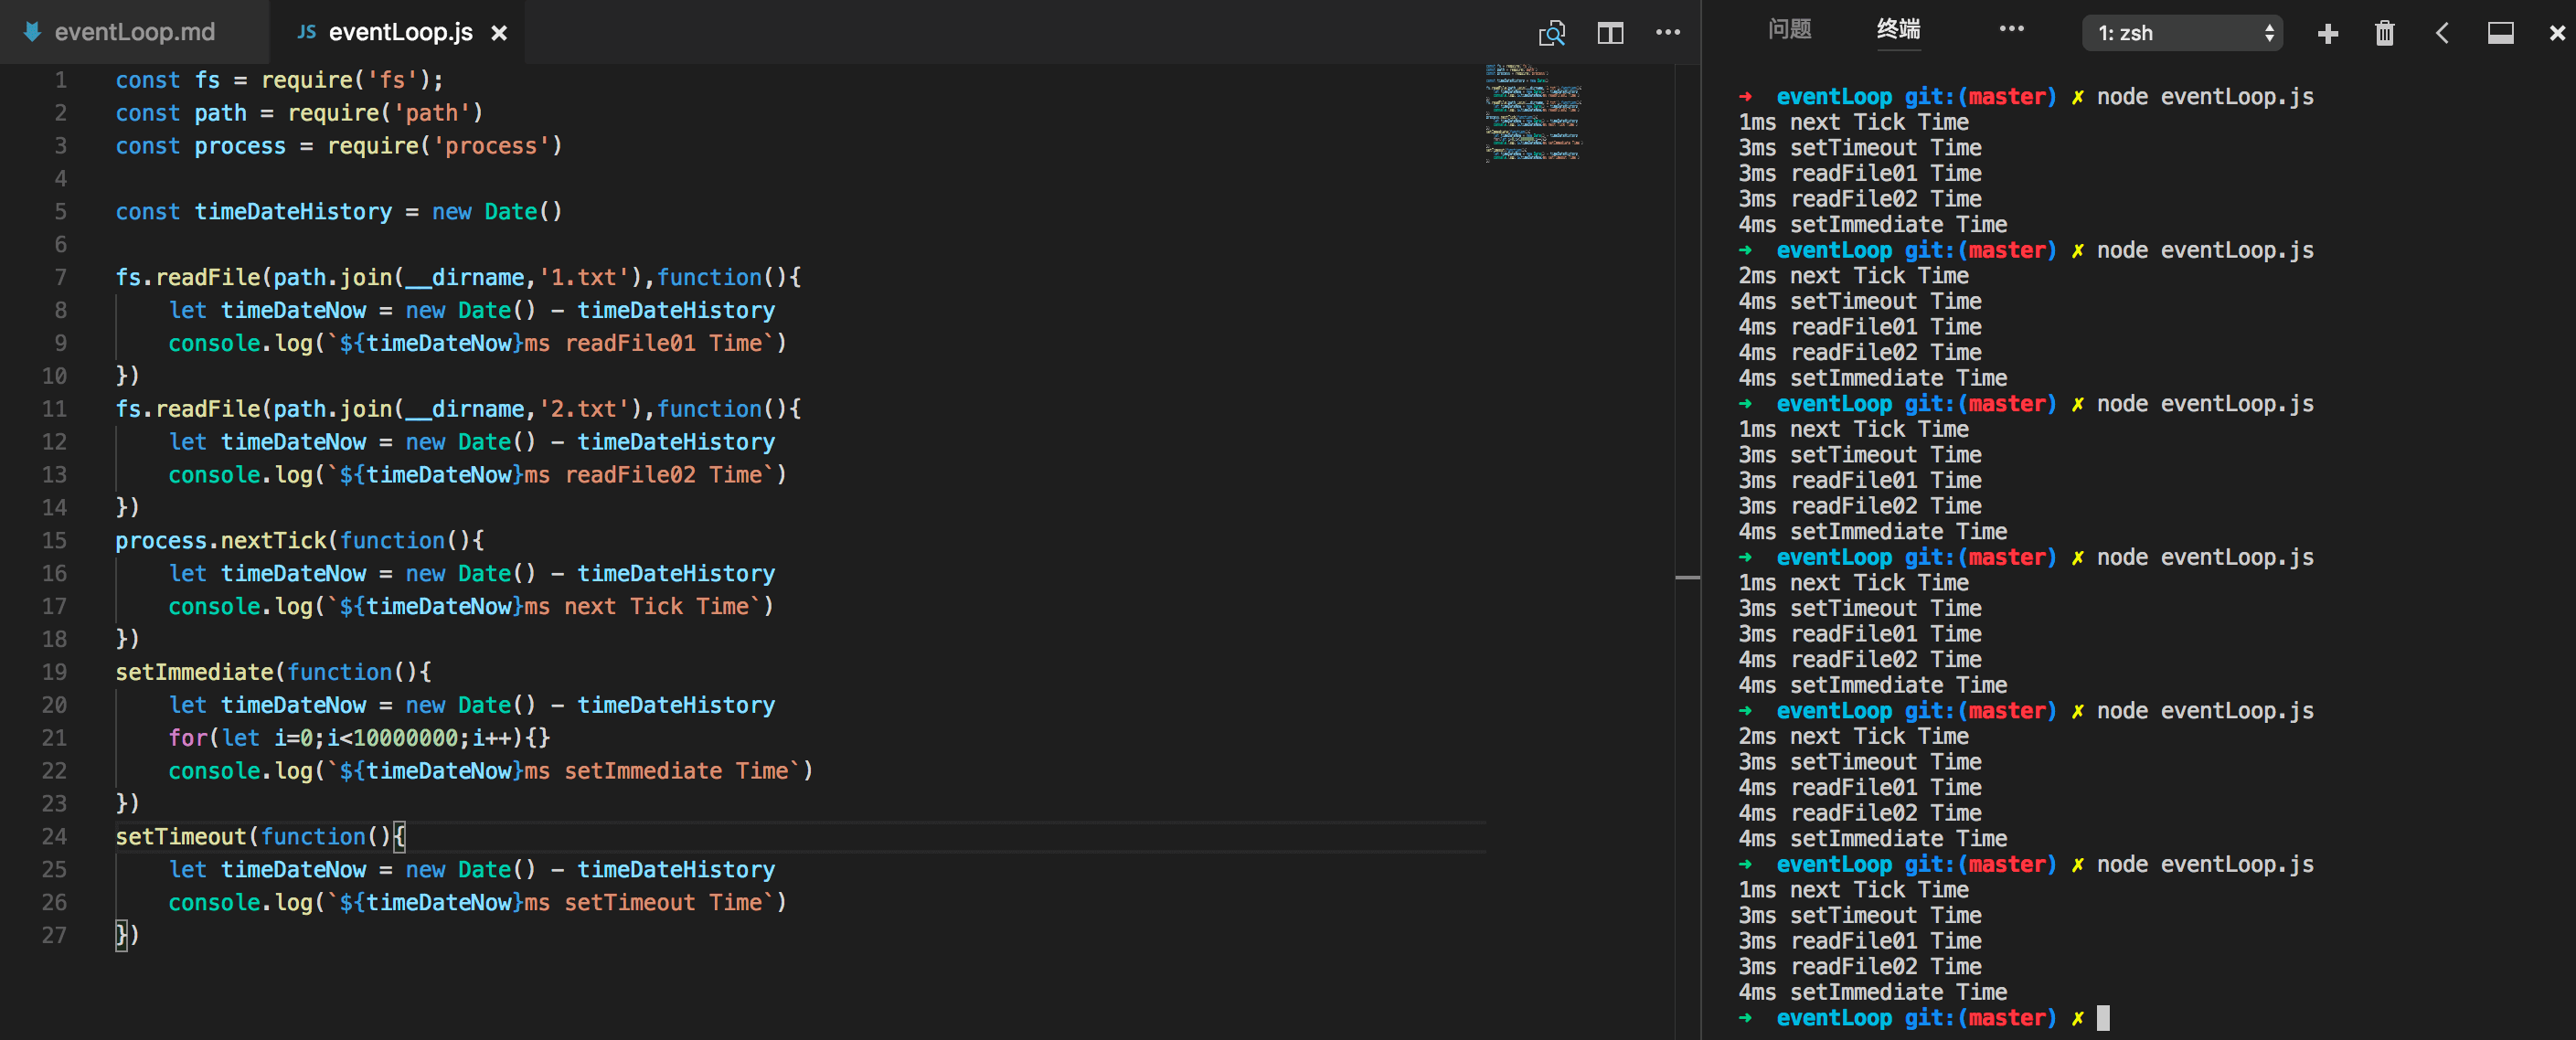 eventLoop.md
JS eventLoop.js ×
1 const fs = require('fs');
2 const path = require('path')
3 const process = require('process')
4
5 const timeDateHistory = new Date()
6
7 fs.readFile(path.join(__dirname,'1.txt'),function(){
8     let timeDateNow = new Date() - timeDateHistory
9     console.log(`${timeDateNow}ms readFile01 Time`)
10 })
11 fs.readFile(path.join(__dirname,'2.txt'),function(){
12     let timeDateNow = new Date() - timeDateHistory
13     console.log(`${timeDateNow}ms readFile02 Time`)
14 })
15 process.nextTick(function(){
16     let timeDateNow = new Date() - timeDateHistory
17     console.log(`${timeDateNow}ms next Tick Time`)
18 })
19 setImmediate(function(){
20     let timeDateNow = new Date() - timeDateHistory
21     for(let i=0;i<10000000;i++){}
22     console.log(`${timeDateNow}ms setImmediate Time`)
23 })
24 setTimeout(function(){
25     let timeDateNow = new Date() - timeDateHistory
26     console.log(`${timeDateNow}ms setTimeout Time`)
27 })
问题 终端 ••• 1: zsh
➜ eventLoop git:(master) ✗ node eventLoop.js
1ms next Tick Time
3ms setTimeout Time
3ms readFile01 Time
3ms readFile02 Time
4ms setImmediate Time
➜ eventLoop git:(master) ✗ node eventLoop.js
2ms next Tick Time
4ms setTimeout Time
4ms readFile01 Time
4ms readFile02 Time
4ms setImmediate Time
➜ eventLoop git:(master) ✗ node eventLoop.js
1ms next Tick Time
3ms setTimeout Time
3ms readFile01 Time
3ms readFile02 Time
4ms setImmediate Time
➜ eventLoop git:(master) ✗ node eventLoop.js
1ms next Tick Time
3ms setTimeout Time
3ms readFile01 Time
4ms readFile02 Time
4ms setImmediate Time
➜ eventLoop git:(master) ✗ node eventLoop.js
2ms next Tick Time
3ms setTimeout Time
4ms readFile01 Time
4ms readFile02 Time
4ms setImmediate Time
➜ eventLoop git:(master) ✗ node eventLoop.js
1ms next Tick Time
3ms setTimeout Time
3ms readFile01 Time
3ms readFile02 Time
4ms setImmediate Time
➜ eventLoop git:(master) ✗